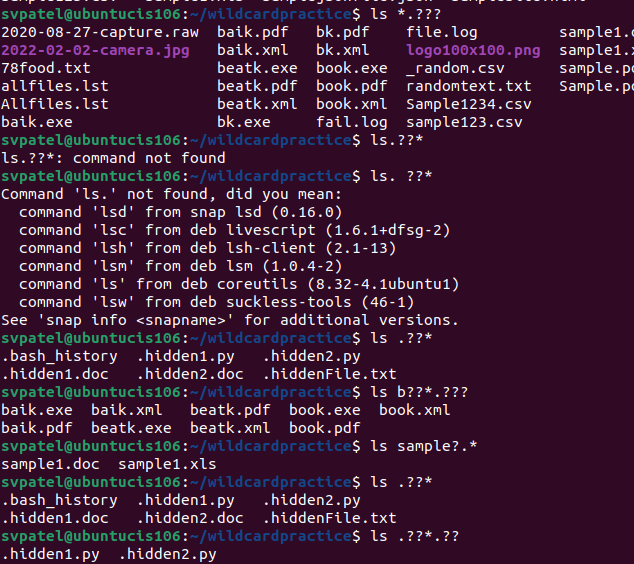 svpatel@ubuntucis106:~/wildcardpractice$ ls *.???
2020-08-27-capture.raw  baik.pdf   bk.pdf    file.log        sample1.
2022-02-02-camera.jpg   baik.xml   bk.xml    logo100x100.png  sample1.
78food.txt              beatk.exe  book.exe  _random.csv     sample.p
allfiles.lst            beatk.pdf  book.pdf  randomtext.txt  Sample.p
Allfiles.lst            beatk.xml  book.xml  Sample1234.csv
baik.exe                bk.exe     fail.log  sample123.csv
svpatel@ubuntucis106:~/wildcardpractice$ ls.??*
ls.??*: command not found
svpatel@ubuntucis106:~/wildcardpractice$ ls. ??*
Command 'ls.' not found, did you mean:
  command 'lsd' from snap lsd (0.16.0)
  command 'lsc' from deb livescript (1.6.1+dfsg-2)
  command 'lsh' from deb lsh-client (2.1-13)
  command 'lsm' from deb lsm (1.0.4-2)
  command 'ls' from deb coreutils (8.32-4.1ubuntu1)
  command 'lsw' from deb suckless-tools (46-1)
See 'snap info <snapname>' for additional versions.
svpatel@ubuntucis106:~/wildcardpractice$ ls .??*
.bash_history  .hidden1.py   .hidden2.py
.hidden1.doc   .hidden2.doc  .hiddenFile.txt
svpatel@ubuntucis106:~/wildcardpractice$ ls b??*.???
baik.exe  baik.xml   beatk.pdf  book.exe  book.xml
baik.pdf  beatk.exe  beatk.xml  book.pdf
svpatel@ubuntucis106:~/wildcardpractice$ ls sample?.*
sample1.doc  sample1.xls
svpatel@ubuntucis106:~/wildcardpractice$ ls .??*
.bash_history  .hidden1.py   .hidden2.py
.hidden1.doc   .hidden2.doc  .hiddenFile.txt
svpatel@ubuntucis106:~/wildcardpractice$ ls .??*.??
.hidden1.py  .hidden2.py